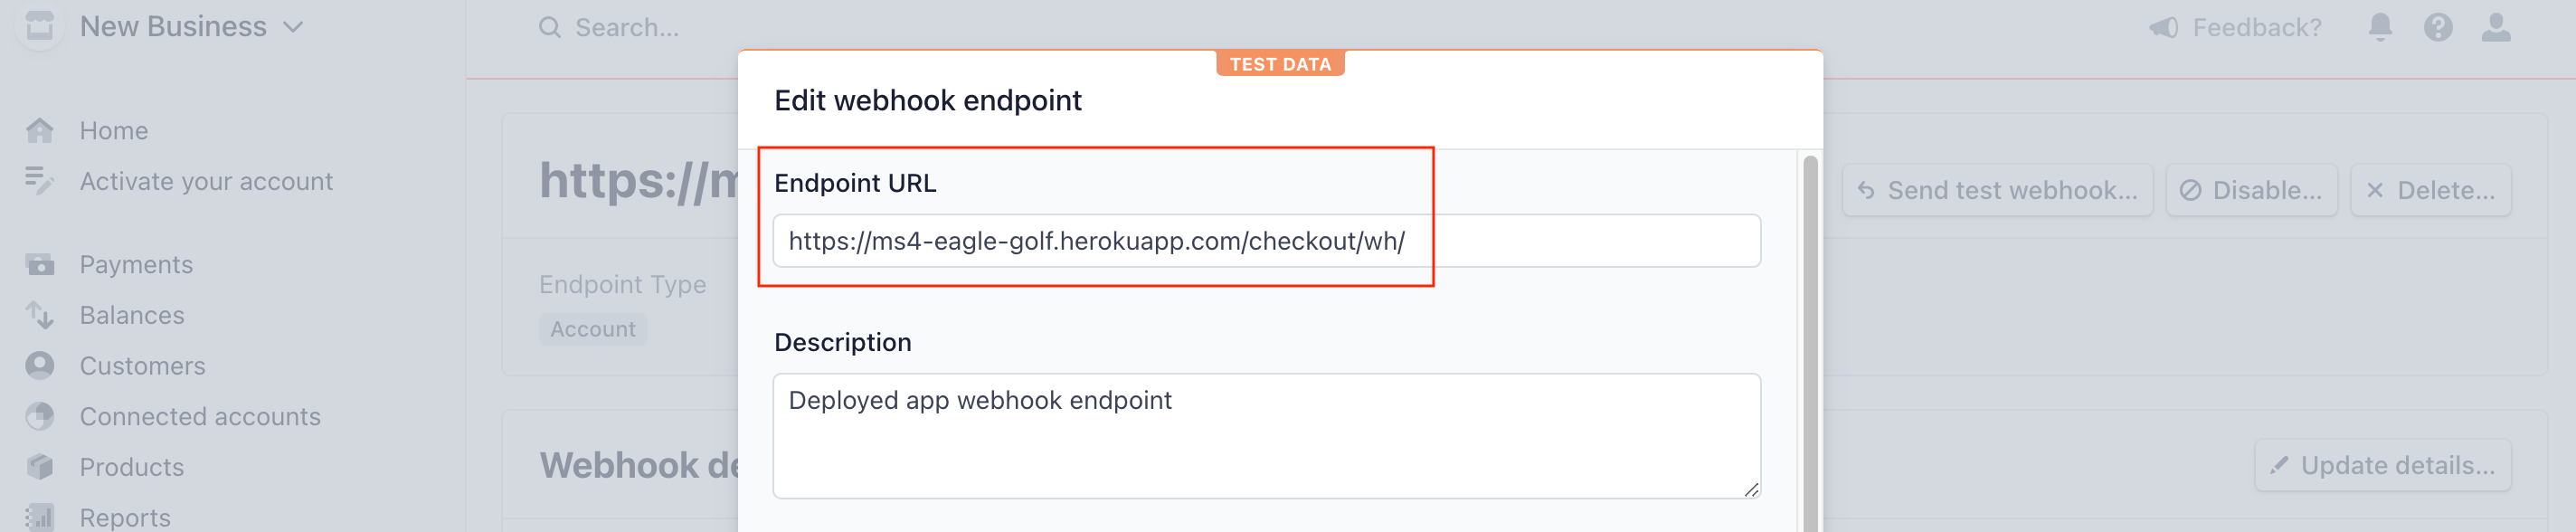 New Business
Search...
Feedback?
TEST DATA
Edit webhook endpoint
Home
Activate your account
Payments
Balances
Customers
Connected accounts
Products
Reports
https://m
Send test webhook...
Disable...
Delete...
Endpoint URL
https://ms4-eagle-golf.herokuapp.com/checkout/wh/
Endpoint Type
Account
Description
Deployed app webhook endpoint
Webhook de
Update details...